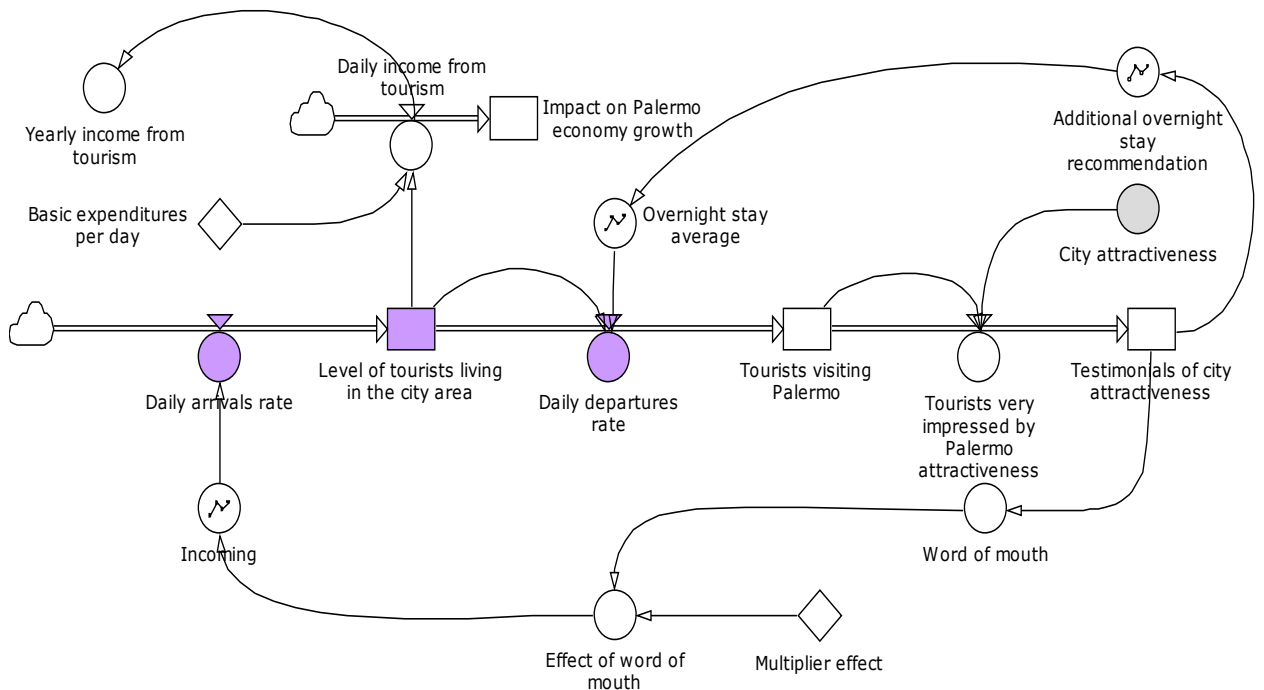 Daily income from
tourism
Impact on Palermo
economy growth
Yearly income from
tourism
Additional overnight
stay
recommendation
Basic expenditures
per day
Overnight stay
average
City attractiveness
Level of tourists living
in the city area
Tourists visiting
Palermo
Testimonials of city
attractiveness
Daily arrivals rate
Daily departures
rate
Tourists very
impressed by
Palermo
attractiveness
Incoming
Word of mouth
Effect of word of
mouth
Multiplier effect